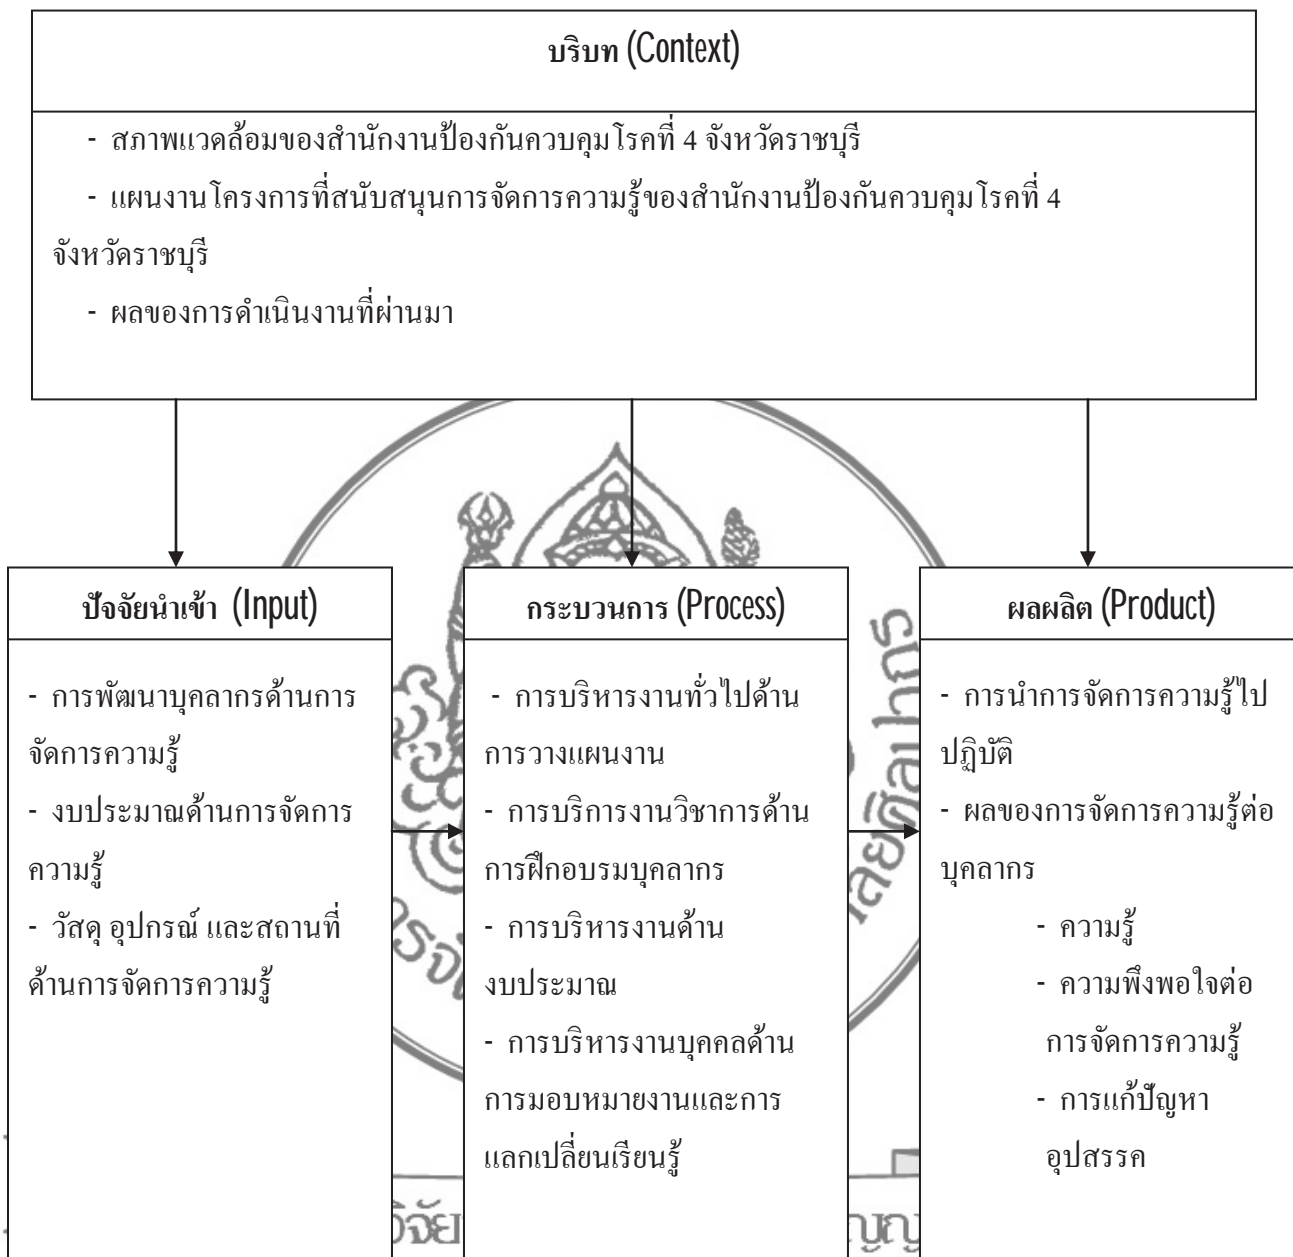 บริบท (Context)
- สภาพแวดล้อมของสำนักงานป้องกันควบคุมโรคที่ 4 จังหวัดราชบุรี
- แผนงานโครงการที่สนับสนุนการจัดการความรู้ของสำนักงานป้องกันควบคุมโรคที่ 4
จังหวัดราชบุรี
- ผลของการดำเนินงานที่ผ่านมา
ปัจจัยนำเข้า (Input)
- การพัฒนาบุคลากรด้านการ
จัดการความรู้
- งบประมาณด้านการจัดการ
ความรู้
- วัสดุ อุปกรณ์ และสถานที่
ด้านการจัดการความรู้
กระบวนการ (Process)
- การบริหารงานทั่วไปด้าน
การวางแผนงาน
- การบริการงานวิชาการด้าน
การฝึกอบรมบุคลากร
- การบริหารงานด้าน
งบประมาณ
- การบริหารงานบุคคลด้าน
การมอบหมายงานและการ
แลกเปลี่ยนเรียนรู้
ผลผลิต (Product)
- การนำการจัดการความรู้ไป
ปฏิบัติ
- ผลของการจัดการความรู้ต่อ
บุคลากร
- ความรู้
- ความพึงพอใจต่อ
การจัดการความรู้
- การแก้ปัญหา
อุปสรรค